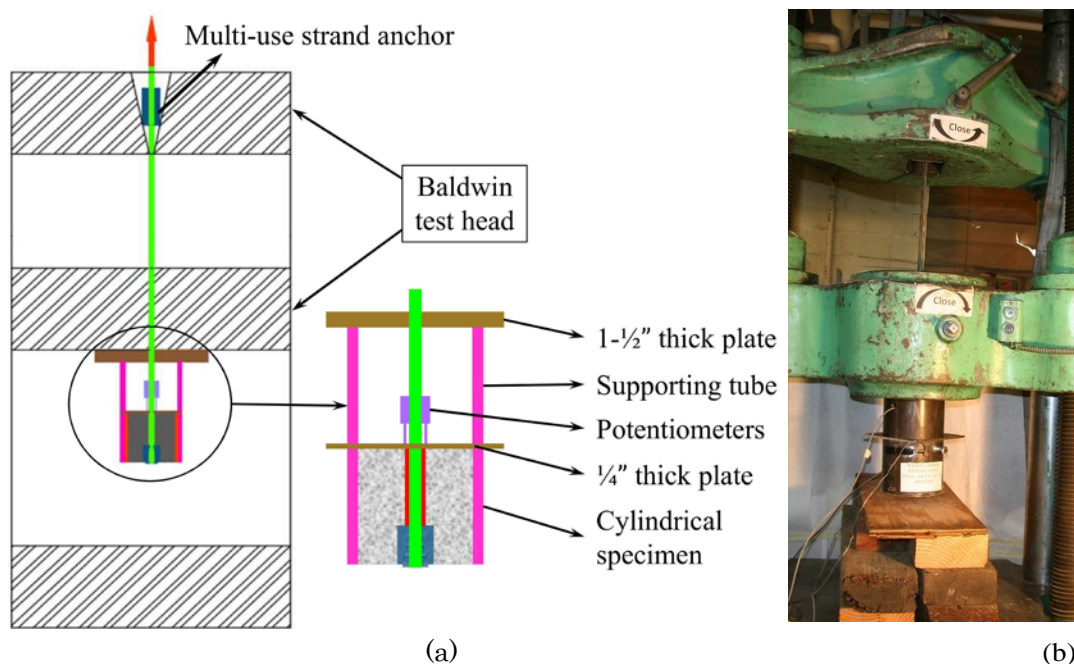 Multi-use strand anchor
Baldwin
test head
1-½” thick plate
Supporting tube
Potentiometers
¼” thick plate
Cylindrical
specimen
(a)
Close
Close
(b)